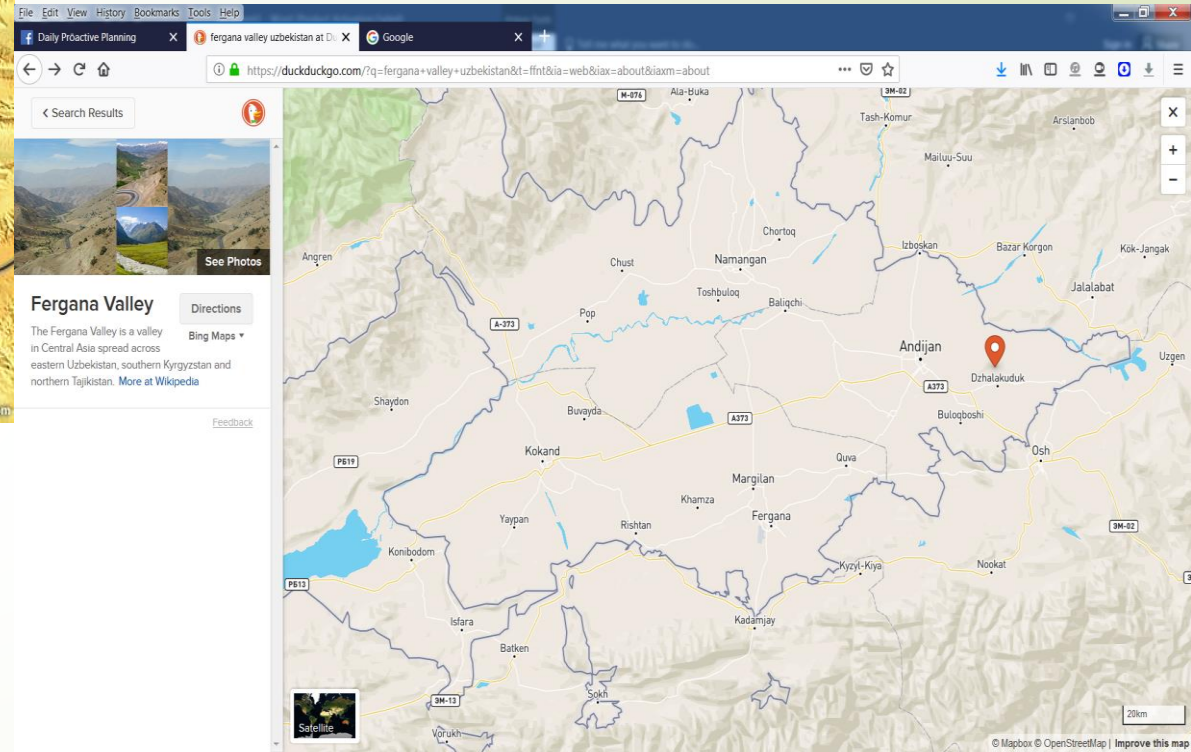 File Edit View History Bookmarks Tools Help
Daily Pròactive Planning
fergana valley uzbekistan at Du
Google
https://duckduckgo.com/?q=fergana+valley+uzbekistan&t=ffnt&ia=web&iax=about&iaxm=about
Search Results
See Photos
Fergana Valley
Directions
Bing Maps
The Fergana Valley is a valley
in Central Asia spread across
eastern Uzbekistan, southern Kyrgyzstan and
northern Tajikistan. More at Wikipedia
Feedback
M-076
Ala-Buka
ЭМ-02
Tash-Komur
Arslanbob
Mailuu-Suu
Chortoq
Izboskan
Bazar Korgon
Kök-Jangak
Angren
Chust
Namangan
Jalalabat
Toshbuloq
Baliqchi
Pop
A-373
Andijan
Uzgen
Dzhalakuduk
A373
Shaydon
Buvayda
A373
Buloqboshi
Kokand
Osh
РБ19
Quva
Margilan
Khamza
Yaypan
Rishtan
Fergana
ЭМ-02
Konibodom
Kyzyl-Kiya
Nookat
РБ13
Isfara
Kadamjay
Batken
Sokh
ЭМ-13
Vorukh
Satellite
20km
© Mapbox © OpenStreetMap | Improve this map